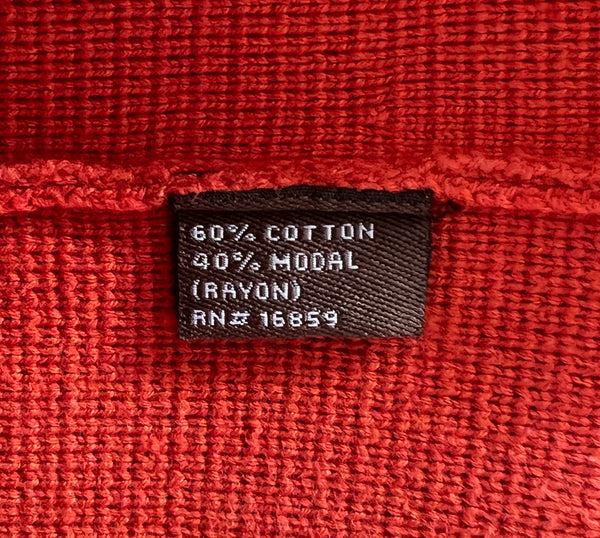 60% COTTON
40% MODAL
(RAYON)
RN# 16859